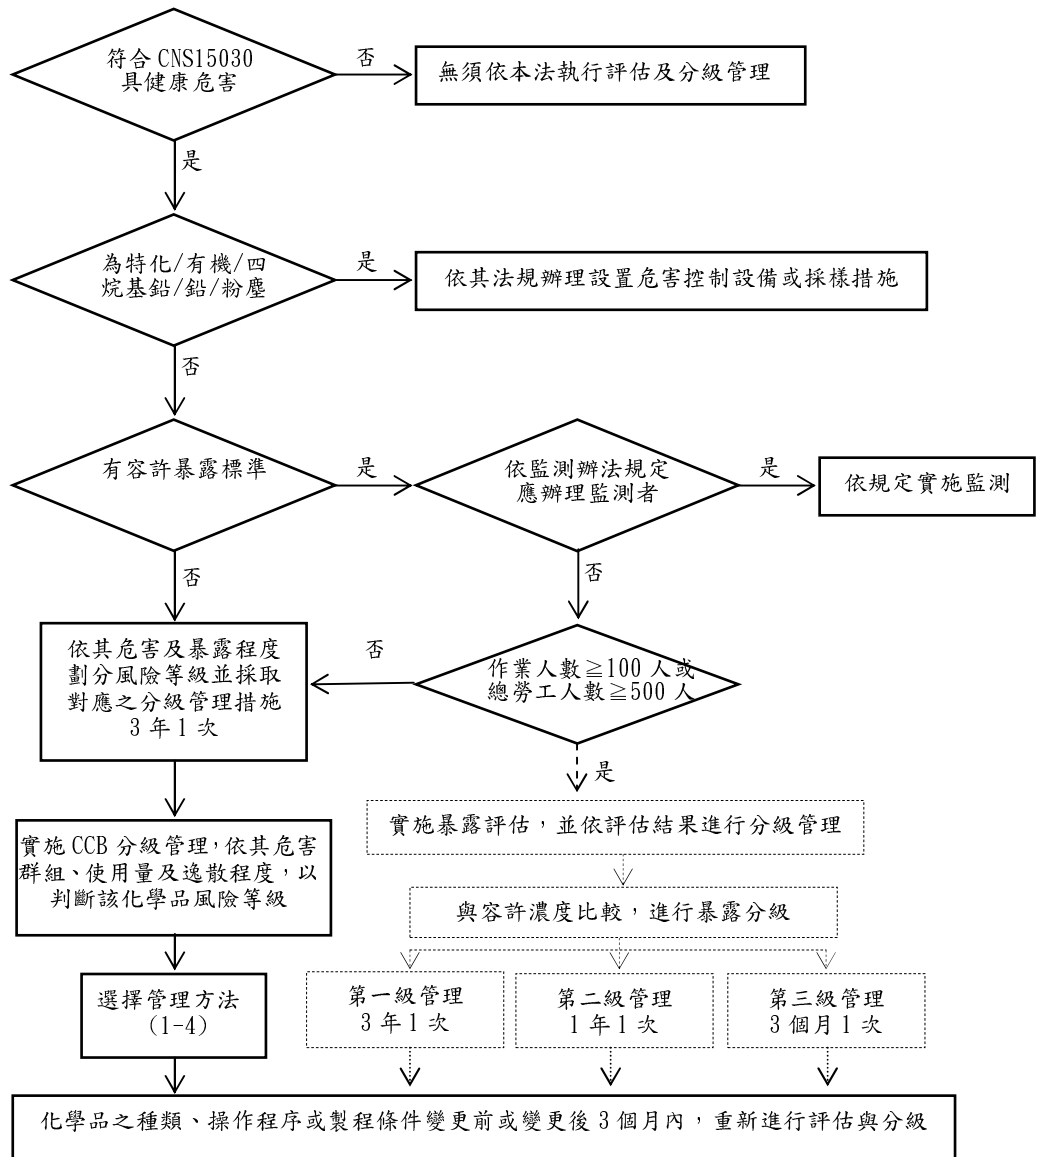 符合 CNS15030
具健康危害
否
無須依本法執行評估及分級管理
是
為特化/有機/四
烷基鉛/鉛/粉塵
是
依其法規辦理設置危害控制設備或採樣措施
否
有容許暴露標準
是
依監測辦法規定
應辦理監測者
是
依規定實施監測
否
否
依其危害及暴露程度
劃分風險等級並採取
對應之分級管理措施
3 年 1 次
否
作業人數≧100 人或
總勞工人數≧500 人
是
實施暴露評估，並依評估結果進行分級管理
實施 CCB 分級管理，依其危害
群組、使用量及逸散程度，以
判斷該化學品風險等級
與容許濃度比較，進行暴露分級
選擇管理方法
(1-4)
第一級管理
3 年 1 次
第二級管理
1 年 1 次
第三級管理
3 個月 1 次
化學品之種類、操作程序或製程條件變更前或變更後 3 個月內，重新進行評估與分級